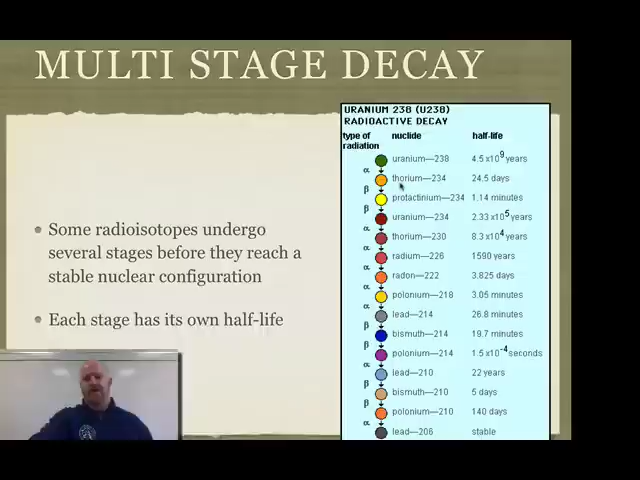 MULTI STAGE DECAY
Some radioisotopes undergo
several stages before they reach a
stable nuclear configuration
Each stage has its own half-life
URANIUM 238 (U238)
RADIOACTIVE DECAY
type of radiation nuclide half-life
uranium—238 4.5 x10⁹ years
α
thorium—234 24.5 days
β
protactinium—234 1.14 minutes
β
uranium—234 2.33 x10⁵ years
α
thorium—230 8.3 x10⁴ years
α
radium—226 1590 years
α
radon—222 3.825 days
α
polonium—218 3.05 minutes
α
lead—214 26.8 minutes
β
bismuth—214 19.7 minutes
β
polonium—214 1.5 x10⁻⁴ seconds
α
lead—210 22 years
β
bismuth—210 5 days
β
polonium—210 140 days
α
lead—206 stable